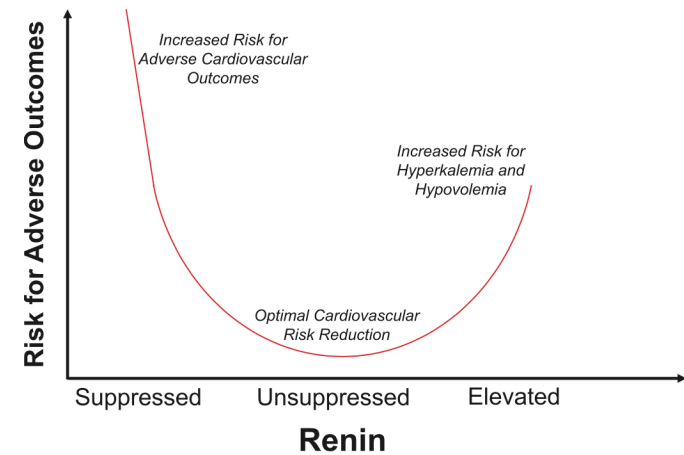 Risk for Adverse Outcomes
Increased Risk for
Adverse Cardiovascular
Outcomes
Increased Risk for
Hyperkalemia and
Hypovolemia
Optimal Cardiovascular
Risk Reduction
Suppressed Unsuppressed Elevated
Renin